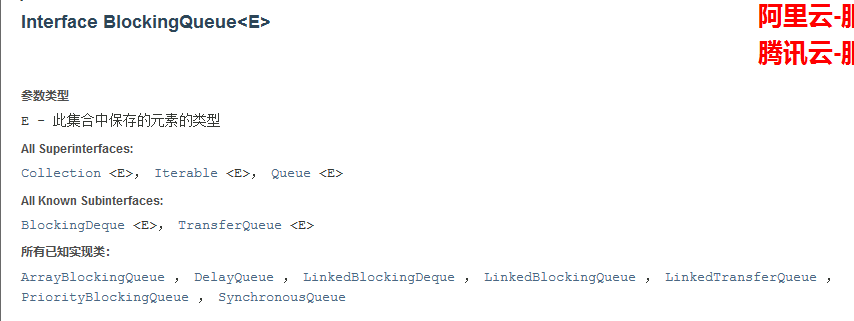 Interface BlockingQueue<E>
阿里云-
腾讯云-
参数类型
E - 此集合中保存的元素的类型
All Superinterfaces:
Collection <E>, Iterable <E>, Queue <E>
All Known Subinterfaces:
BlockingDeque <E>, TransferQueue <E>
所有已知实现类:
ArrayBlockingQueue , DelayQueue , LinkedBlockingDeque , LinkedBlockingQueue , LinkedTransferQueue ,
PriorityBlockingQueue , SynchronousQueue